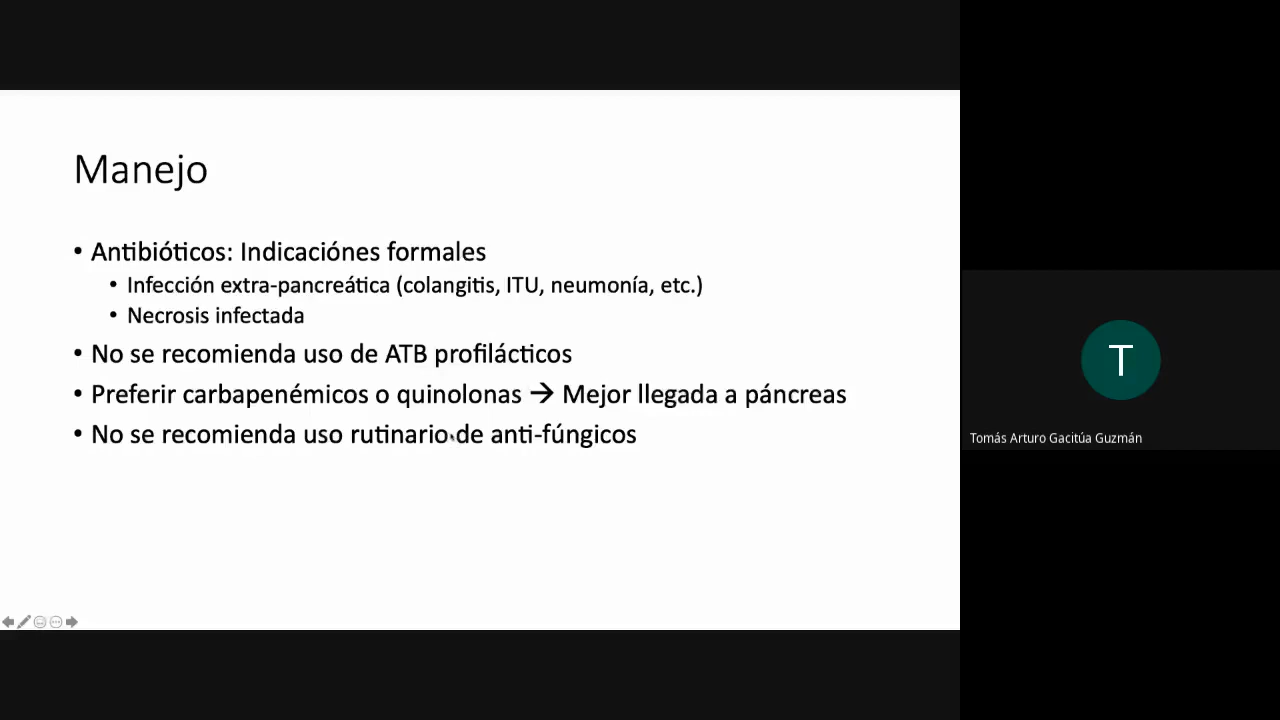 Manejo
• Antibióticos: Indicaciónes formales
• Infección extra-pancreática (colangitis, ITU, neumonía, etc.)
• Necrosis infectada
• No se recomienda uso de ATB profilácticos
• Preferir carbapenémicos o quinolonas → Mejor llegada a páncreas
• No se recomienda uso rutinario de anti-fúngicos
T
Tomás Arturo Gacitúa Guzmán